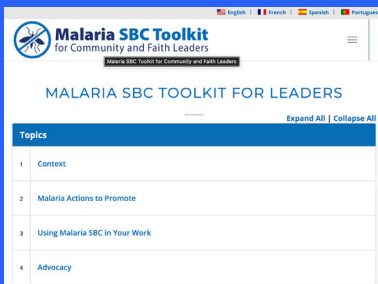 English | French | Spanish | Portugues
Malaria SBC Toolkit
for Community and Faith Leaders
Malaria SBC Toolkit for Community and Faith Leaders
MALARIA SBC TOOLKIT FOR LEADERS
Expand All | Collapse All
Topics
1 Context
2 Malaria Actions to Promote
3 Using Malaria SBC in Your Work
4 Advocacy